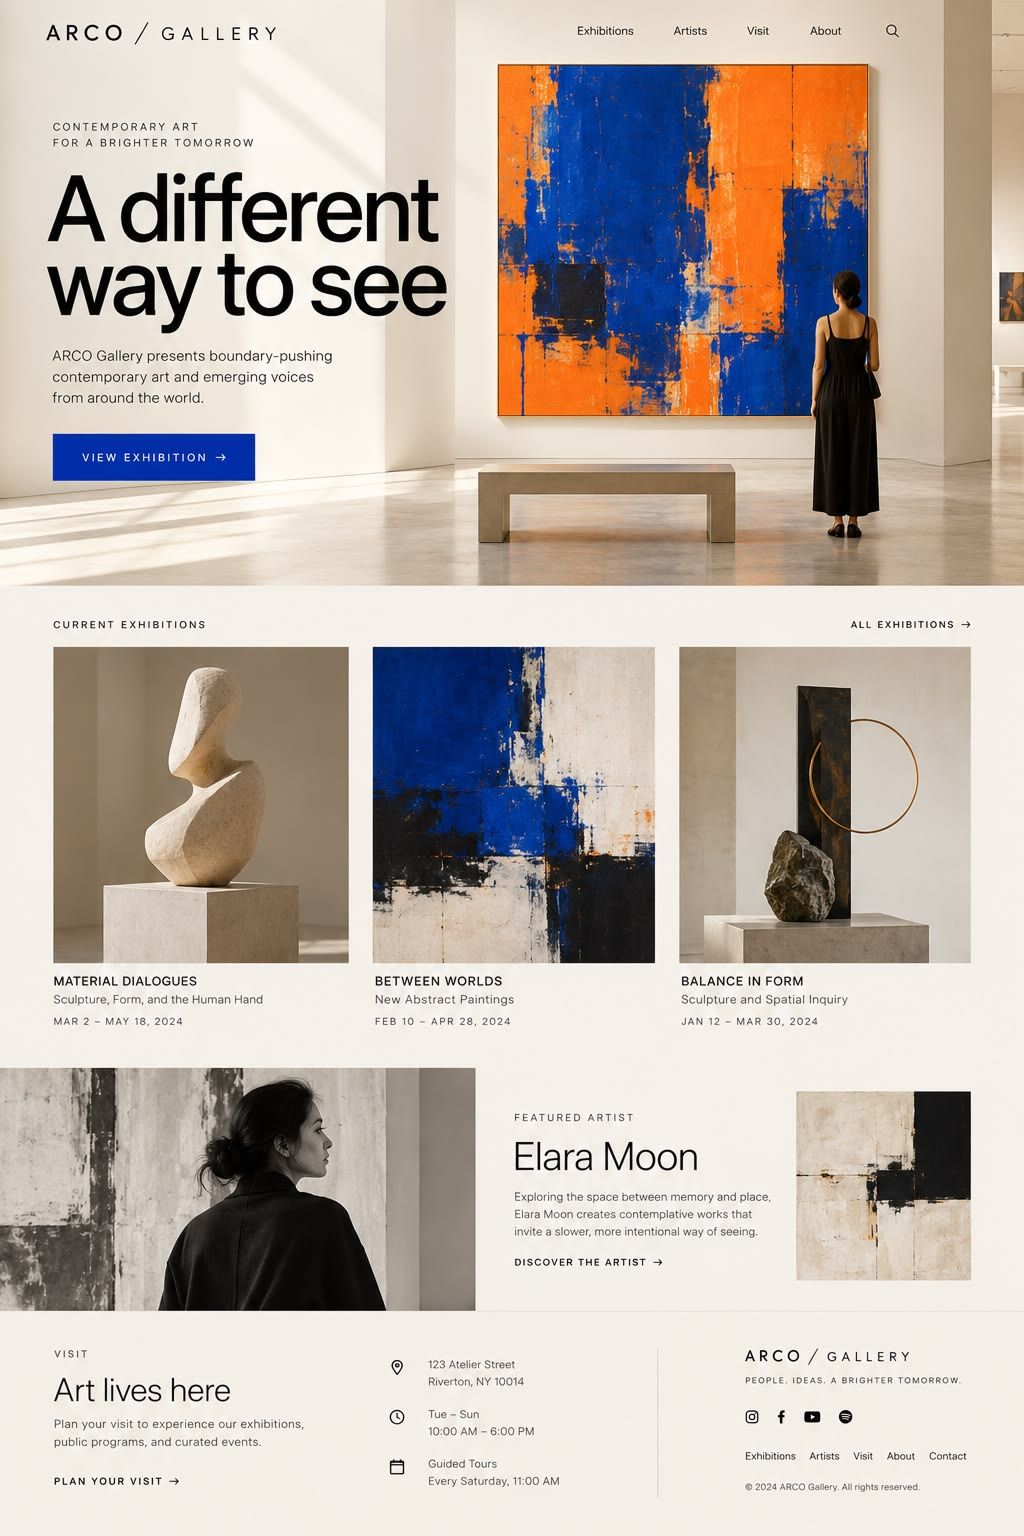 ARCO / GALLERY
Exhibitions Artists Visit About
CONTEMPORARY ART
FOR A BRIGHTER TOMORROW
A different
way to see
ARCO Gallery presents boundary-pushing
contemporary art and emerging voices
from around the world.
VIEW EXHIBITION →
CURRENT EXHIBITIONS
ALL EXHIBITIONS →
MATERIAL DIALOGUES
Sculpture, Form, and the Human Hand
MAR 2 – MAY 18, 2024
BETWEEN WORLDS
New Abstract Paintings
FEB 10 – APR 28, 2024
BALANCE IN FORM
Sculpture and Spatial Inquiry
JAN 12 – MAR 30, 2024
FEATURED ARTIST
Elara Moon
Exploring the space between memory and place,
Elara Moon creates contemplative works that
invite a slower, more intentional way of seeing.
DISCOVER THE ARTIST →
VISIT
Art lives here
Plan your visit to experience our exhibitions,
public programs, and curated events.
PLAN YOUR VISIT →
123 Atelier Street
Riverton, NY 10014
Tue – Sun
10:00 AM – 6:00 PM
Guided Tours
Every Saturday, 11:00 AM
ARCO / GALLERY
PEOPLE. IDEAS. A BRIGHTER TOMORROW.
Exhibitions Artists Visit About Contact
© 2024 ARCO Gallery. All rights reserved.